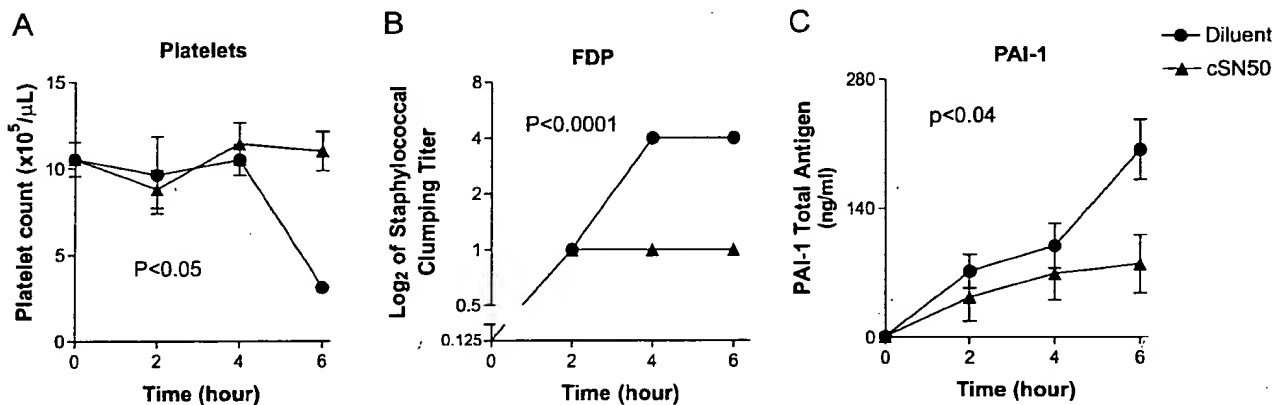 A
Platelets
Platelet count (x10⁵/μL)
15
10
5
0
P<0.05
0 2 4 6
Time (hour)
B
FDP
Log₂ of Staphylococcal
Clumping Titer
8
4
2
1
0.5
0.125
P<0.0001
0 2 4 6
Time (hour)
C
PAI-1
PAI-1 Total Antigen
(ng/ml)
280
140
0
p<0.04
0 2 4 6
Time (hour)
Diluent
cSN50